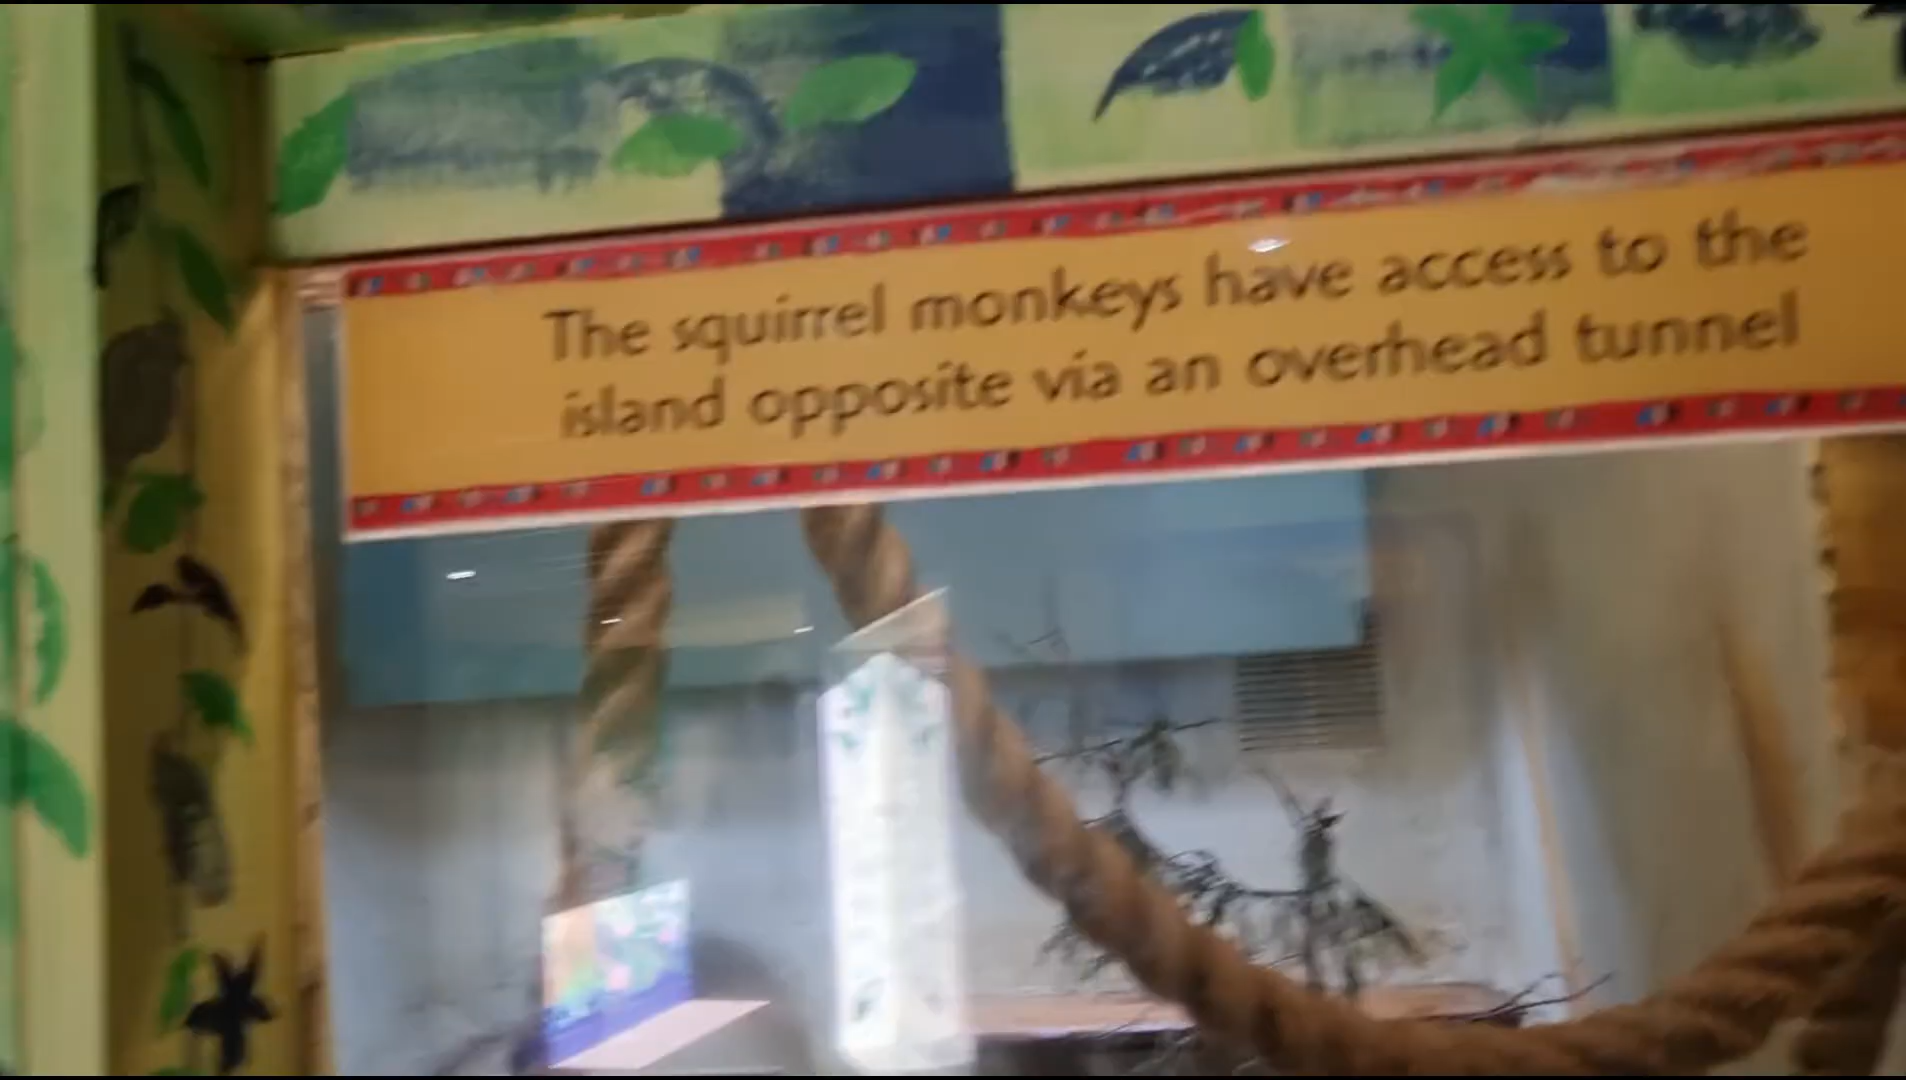 The squirrel monkeys have access to the
island opposite via an overhead tunnel